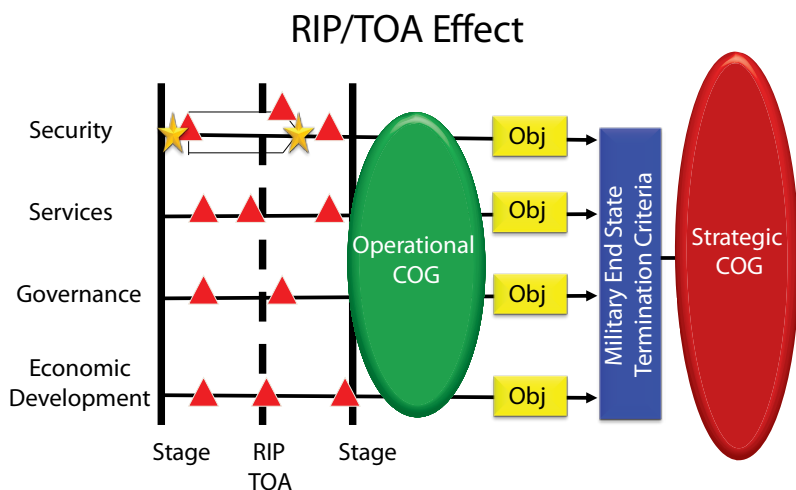 RIP/TOA Effect
Security
Services
Governance
Economic
Development
Stage
RIP
TOA
Stage
Operational
COG
Obj
Obj
Obj
Obj
Military End State
Termination Criteria
Strategic
COG